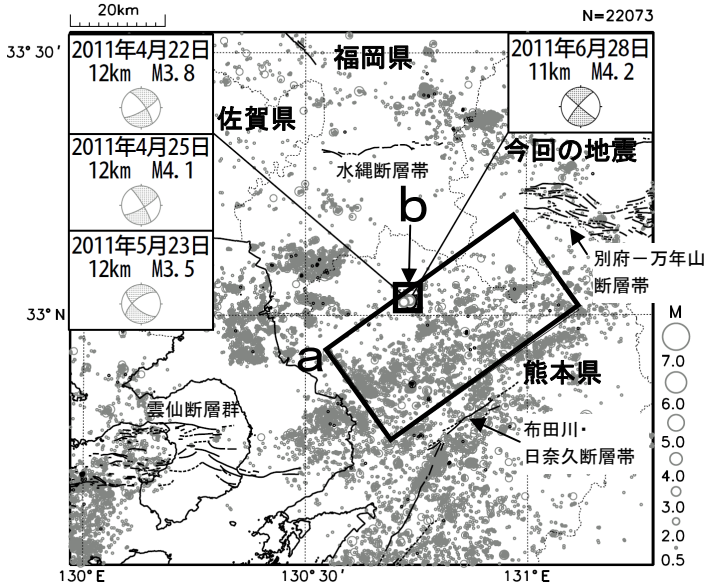 20km
N=22073
33°30′
2011年4月22日
12km M3.8
2011年4月25日
12km M4.1
2011年5月23日
12km M3.5
2011年6月28日
11km M4.2
今回の地震
福岡県
佐賀県
水縄断層帯
b
別府－万年山
断層帯
33°N
a
熊本県
雲仙断層群
布田川・
日奈久断層帯
M
7.0
6.0
5.0
4.0
3.0
2.0
0.5
130°E
130°30′
131°E